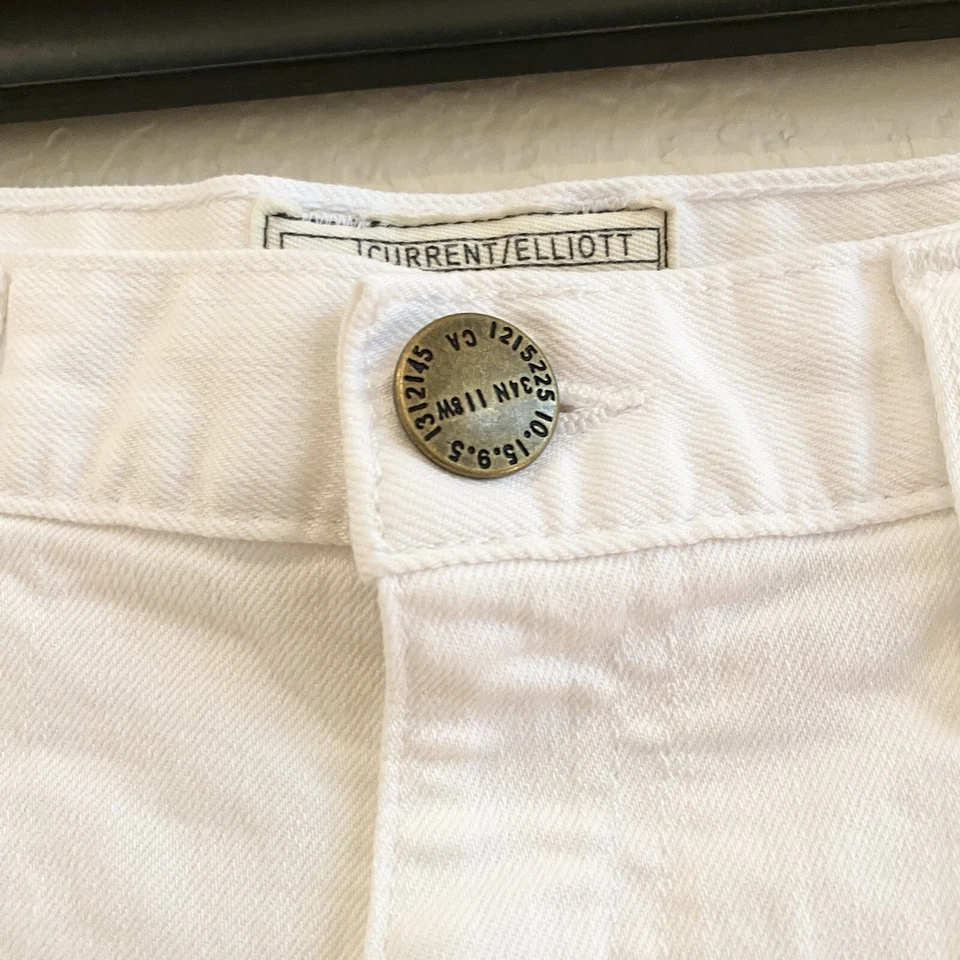 CURRENT/ELLIOTT
CA 1215225 10.15.9.5 1312145
34N 118W